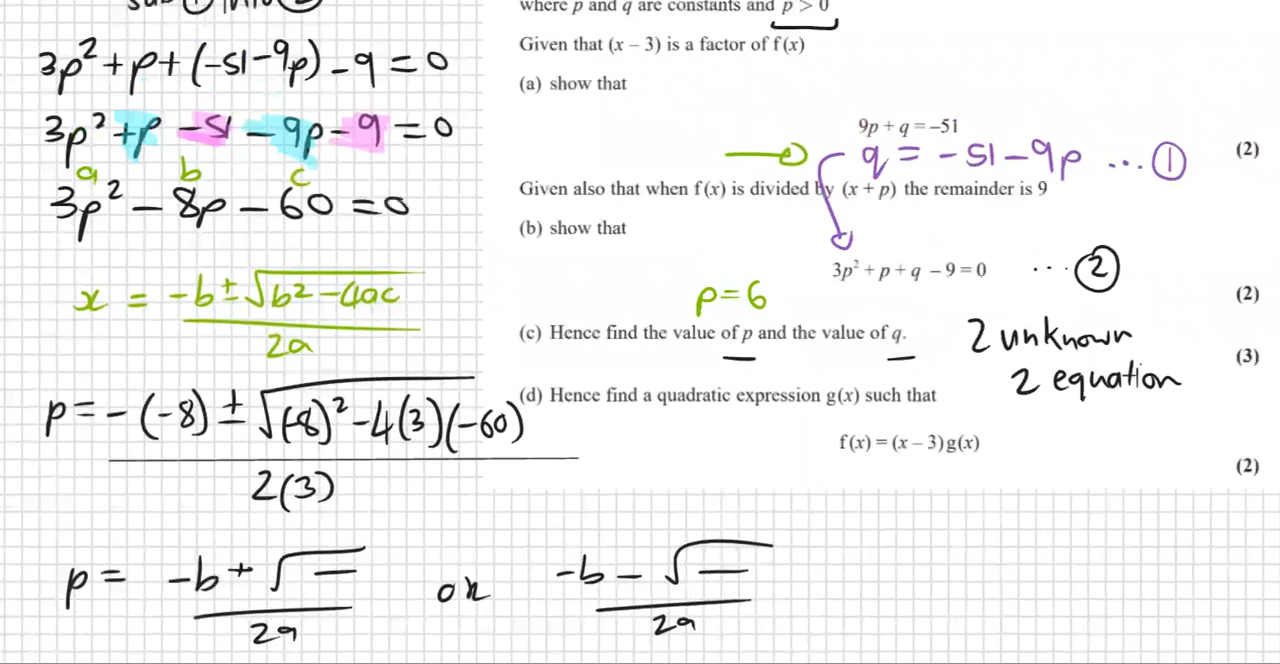 sub ① into ②
3p² + p + (-51 - 9p) - 9 = 0
3p² + p - 51 - 9p - 9 = 0
a b c
3p² - 8p - 60 = 0
x = -b ± √b² - 4ac
2a
p = -(-8) ± √(-8)² - 4(3)(-60)
2(3)
p = -b + √— or -b - √—
2a 2a
where p and q are constants and p > 0
Given that (x – 3) is a factor of f(x)
(a) show that
9p + q = –51
(2)
q = -51 - 9p ... ①
Given also that when f(x) is divided by (x + p) the remainder is 9
(b) show that
3p² + p + q – 9 = 0 ... ②
(2)
p = 6
(c) Hence find the value of p and the value of q.
(3)
2 unknown
2 equation
(d) Hence find a quadratic expression g(x) such that
f(x) = (x – 3)g(x)
(2)